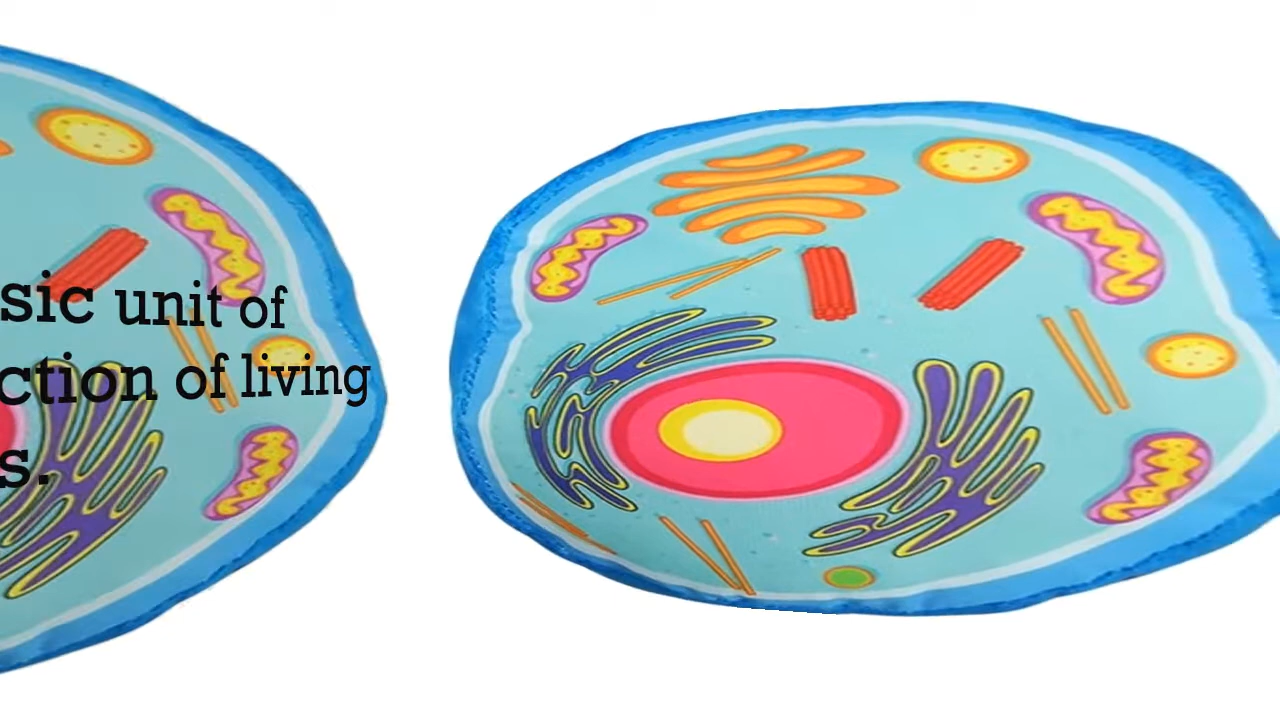 sic unit of
ction of living
s.